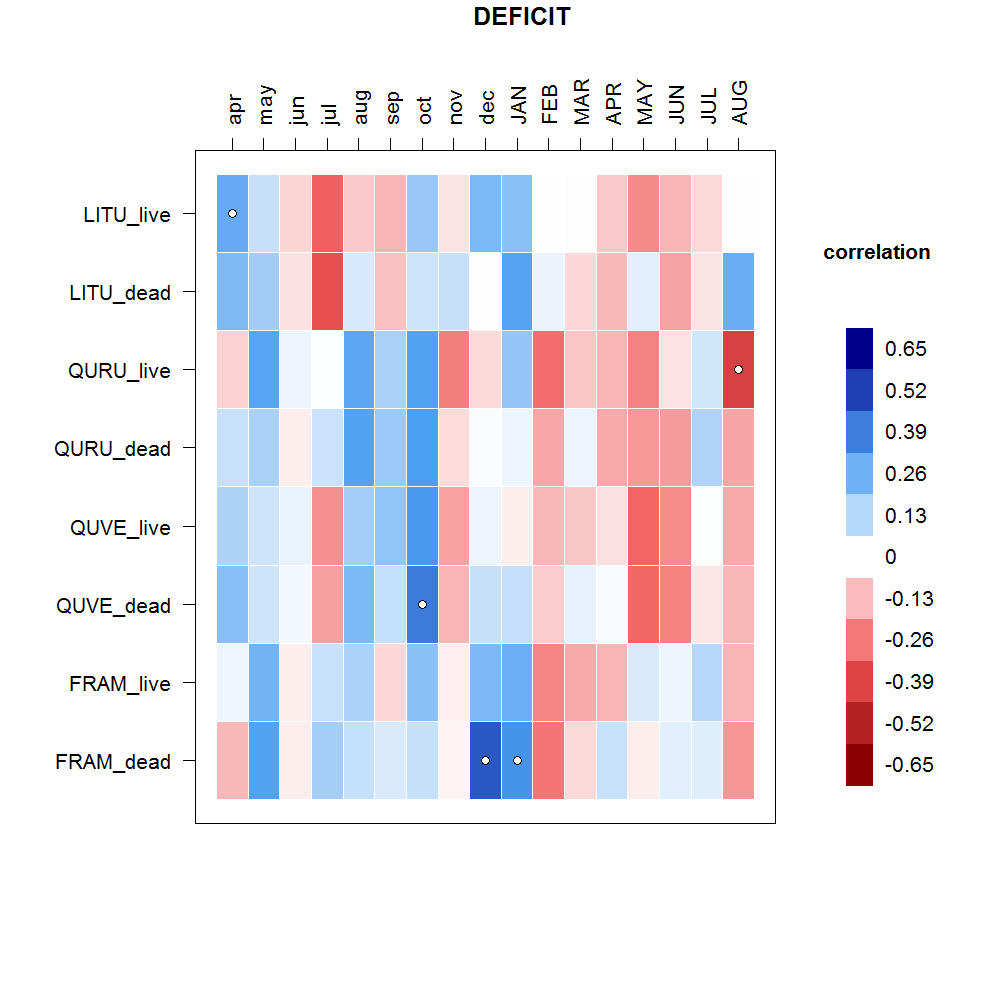 DEFICIT
apr may jun jul aug sep oct nov dec JAN FEB MAR APR MAY JUN JUL AUG
LITU_live
LITU_dead
QURU_live
QURU_dead
QUVE_live
QUVE_dead
FRAM_live
FRAM_dead
correlation
0.65
0.52
0.39
0.26
0.13
0
-0.13
-0.26
-0.39
-0.52
-0.65